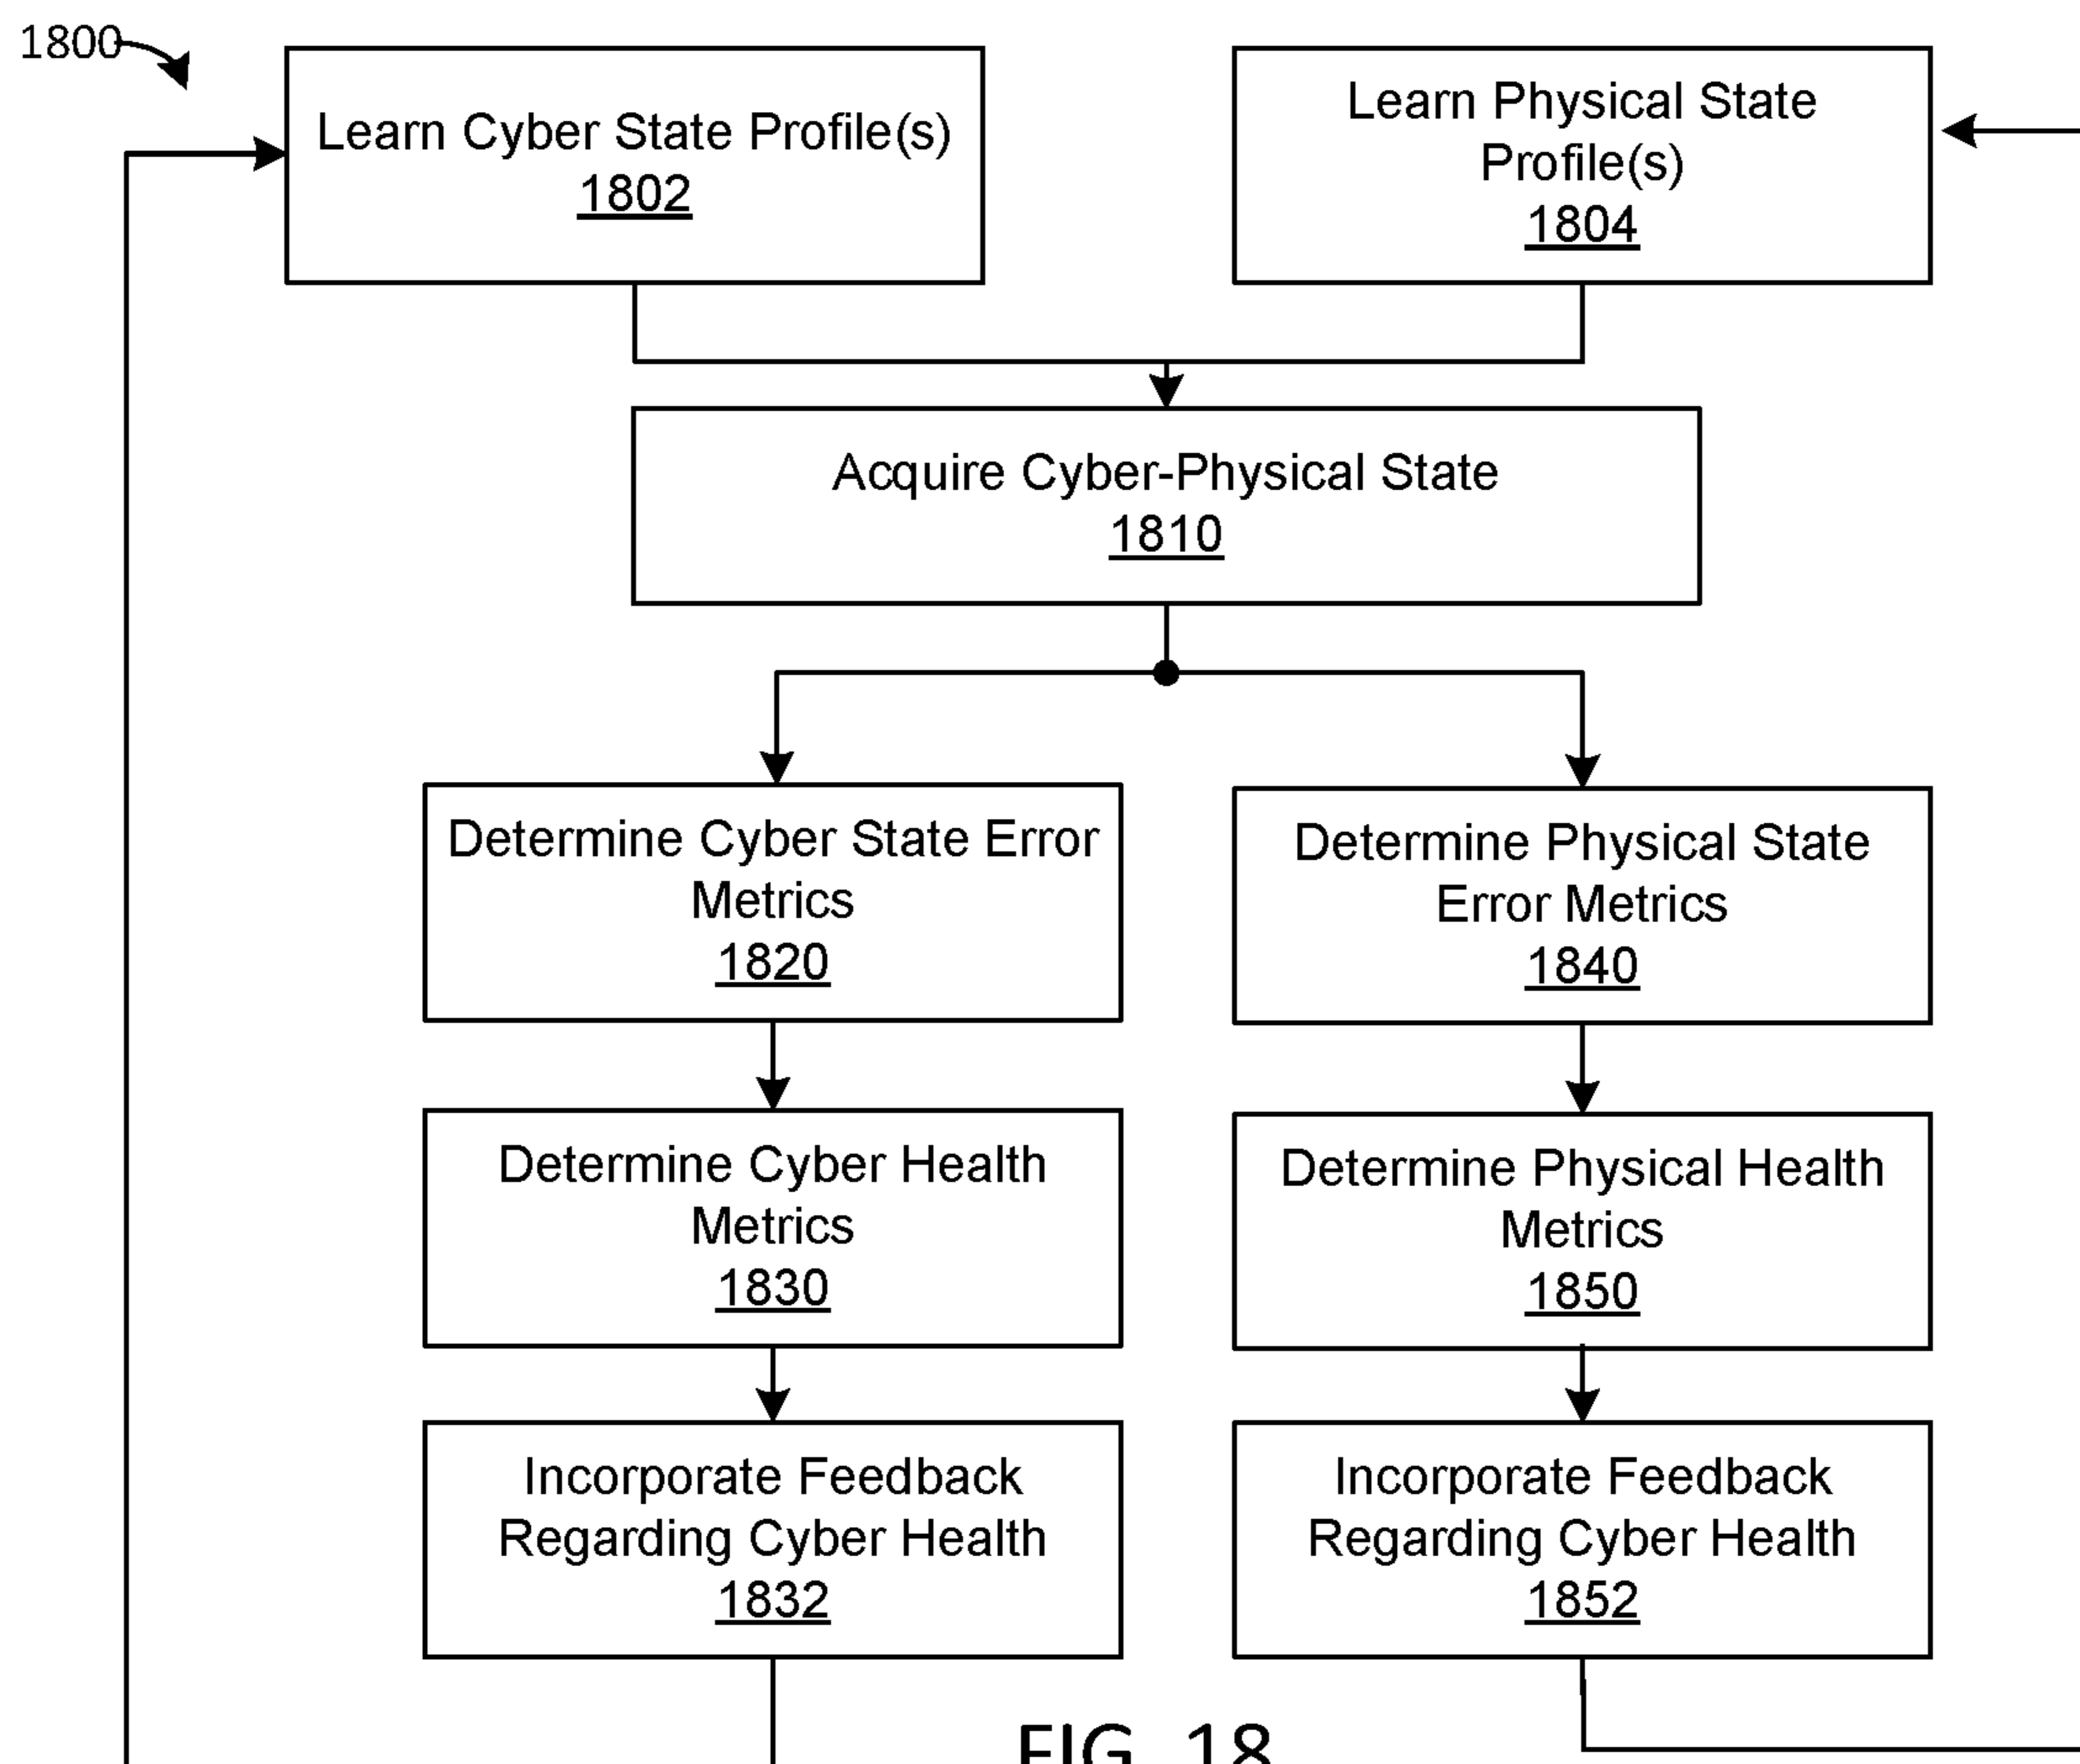 1800
Learn Cyber State Profile(s)
1802
Learn Physical State
Profile(s)
1804
Acquire Cyber-Physical State
1810
Determine Cyber State Error
Metrics
1820
Determine Physical State
Error Metrics
1840
Determine Cyber Health
Metrics
1830
Determine Physical Health
Metrics
1850
Incorporate Feedback
Regarding Cyber Health
1832
Incorporate Feedback
Regarding Cyber Health
1852
FIG. 18